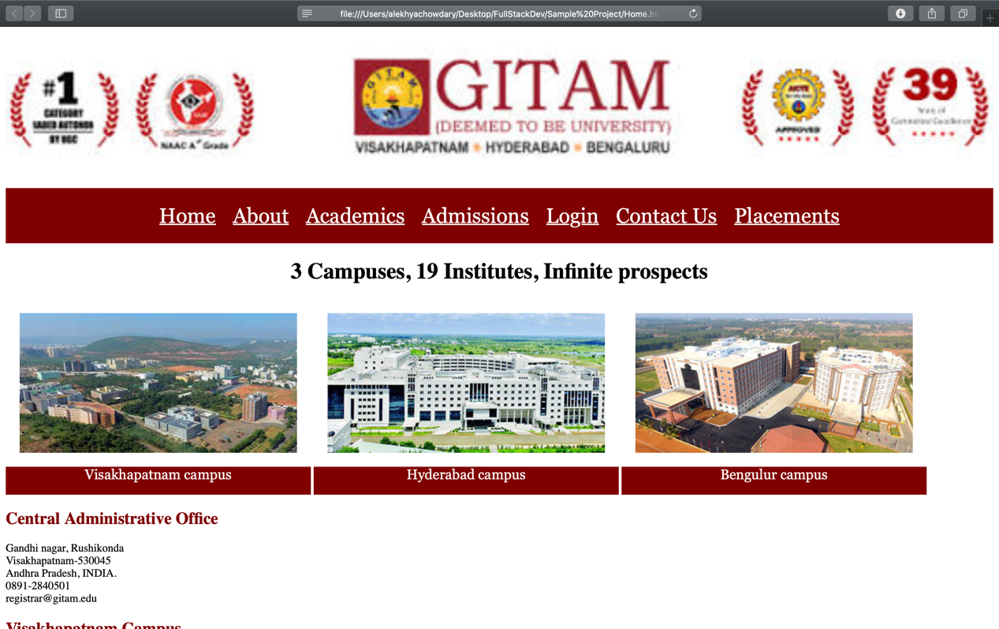 file:///Users/alekhyachowdary/Desktop/FullStackDev/Sample%20Project/Home.ht
#1
CATEGORY
BY UGC
NAAC A+ Grade
GITAM
GITAM
(DEEMED TO BE UNIVERSITY)
VISAKHAPATNAM HYDERABAD BENGALURU
AICTE
APPROVED
39
Years of
Committed Excellence
Home About Academics Admissions Login Contact Us Placements
3 Campuses, 19 Institutes, Infinite prospects
Visakhapatnam campus
Hyderabad campus
Bengulur campus
Central Administrative Office
Gandhi nagar, Rushikonda
Visakhapatnam-530045
Andhra Pradesh, INDIA.
0891-2840501
registrar@gitam.edu
Visakhapatnam Campus